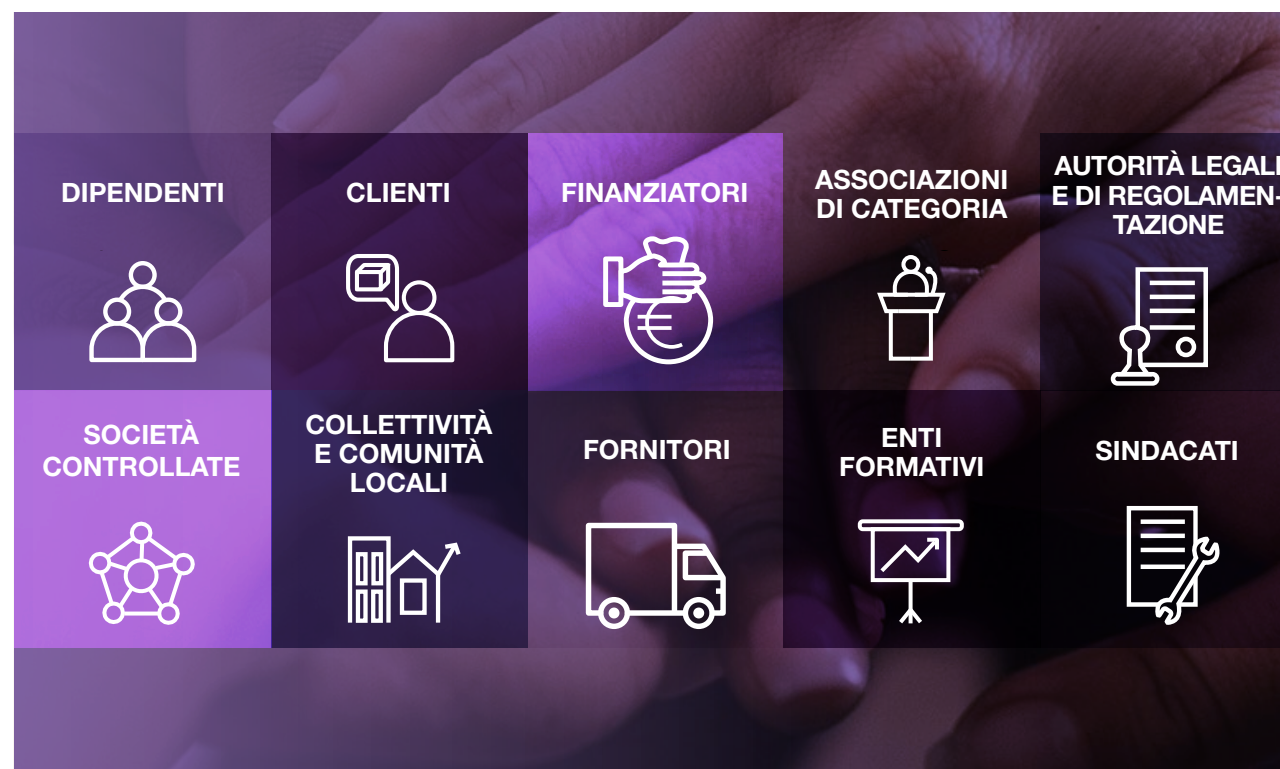 DIPENDENTI
CLIENTI
FINANZIATORI
ASSOCIAZIONI
DI CATEGORIA
AUTORITÀ LEGALI
E DI REGOLAMEN-
TAZIONE
SOCIETÀ
CONTROLLATE
COLLETTIVITÀ
E COMUNITÀ
LOCALI
FORNITORI
ENTI
FORMATIVI
SINDACATI